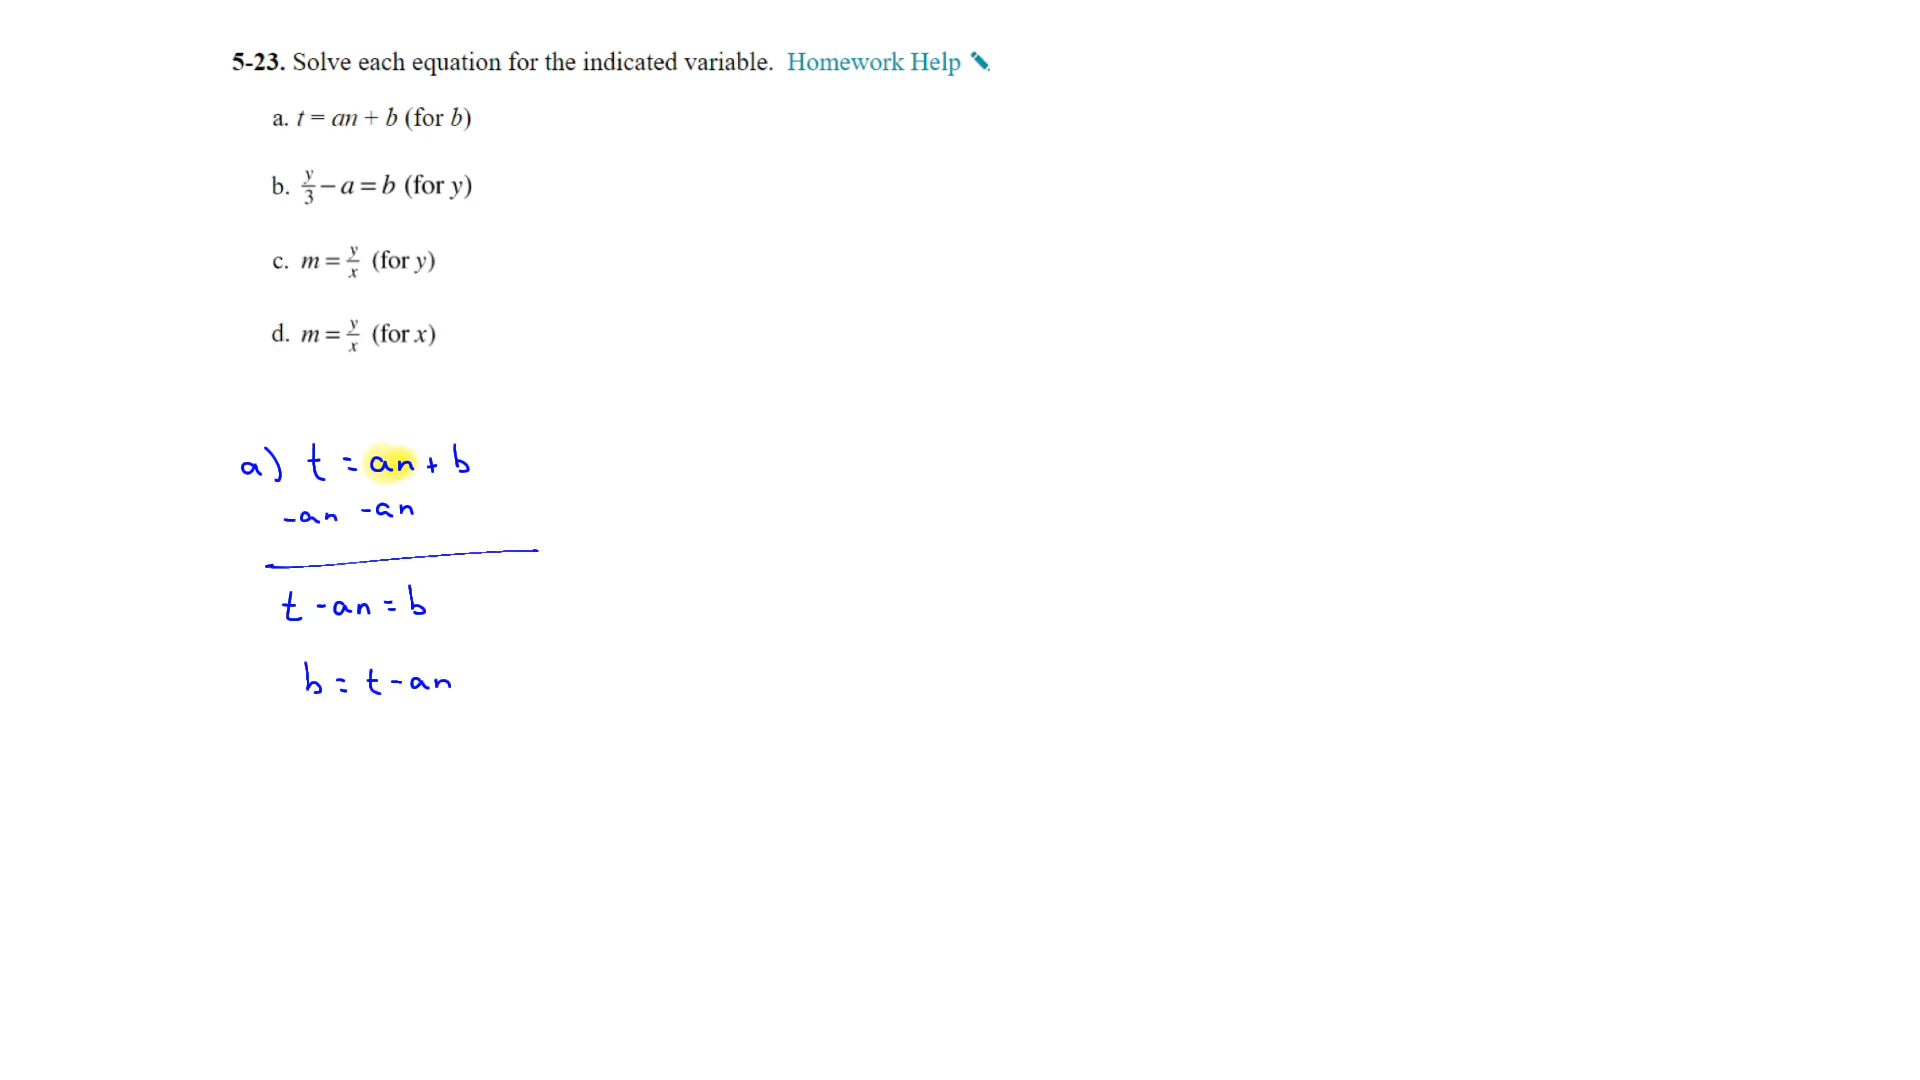 5-23. Solve each equation for the indicated variable. Homework Help
a. t = an + b (for b)
b. y/3 − a = b (for y)
c. m = y/x (for y)
d. m = y/x (for x)
a) t = an + b
-an -an
t - an = b
b = t - an